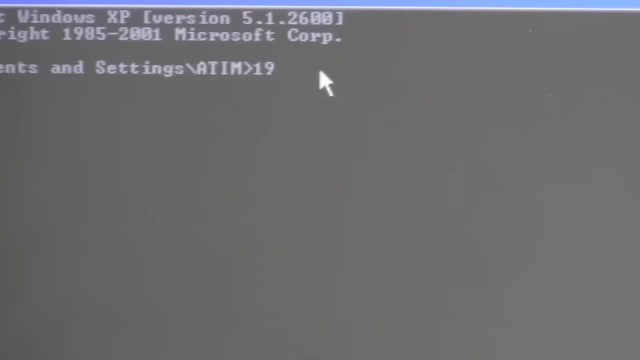 t Windows XP [version 5.1.2600]
right 1985-2001 Microsoft Corp.
ents and Settings\ATIM>19